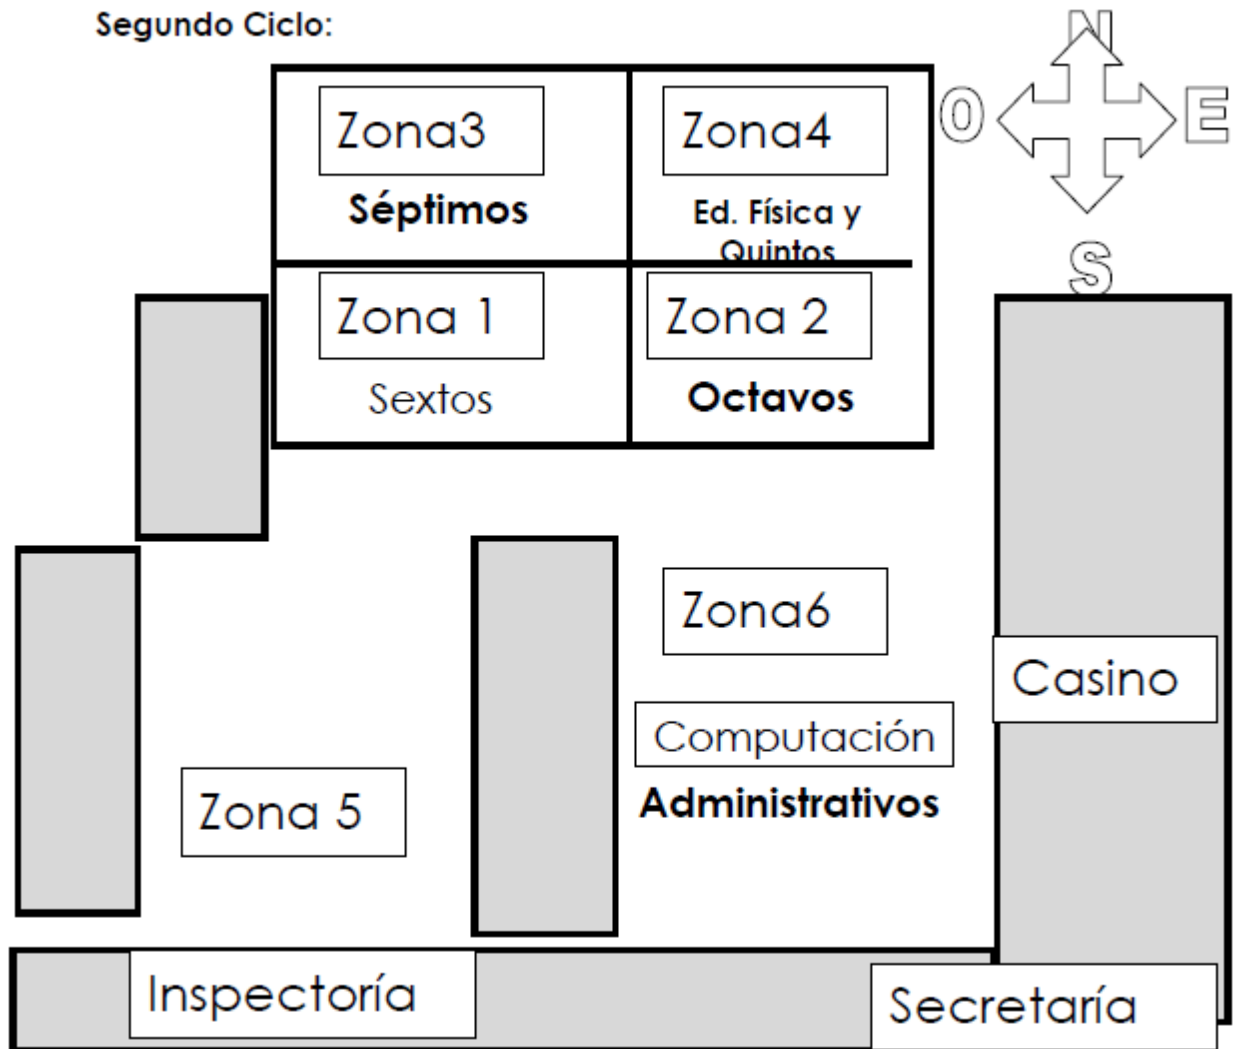 Segundo Ciclo:
N
Zona3
Zona4
O
E
Séptimos
Ed. Física y
Quintos
S
Zona 1
Zona 2
Sextos
Octavos
Zona6
Casino
Computación
Administrativos
Zona 5
Inspectoría
Secretaría